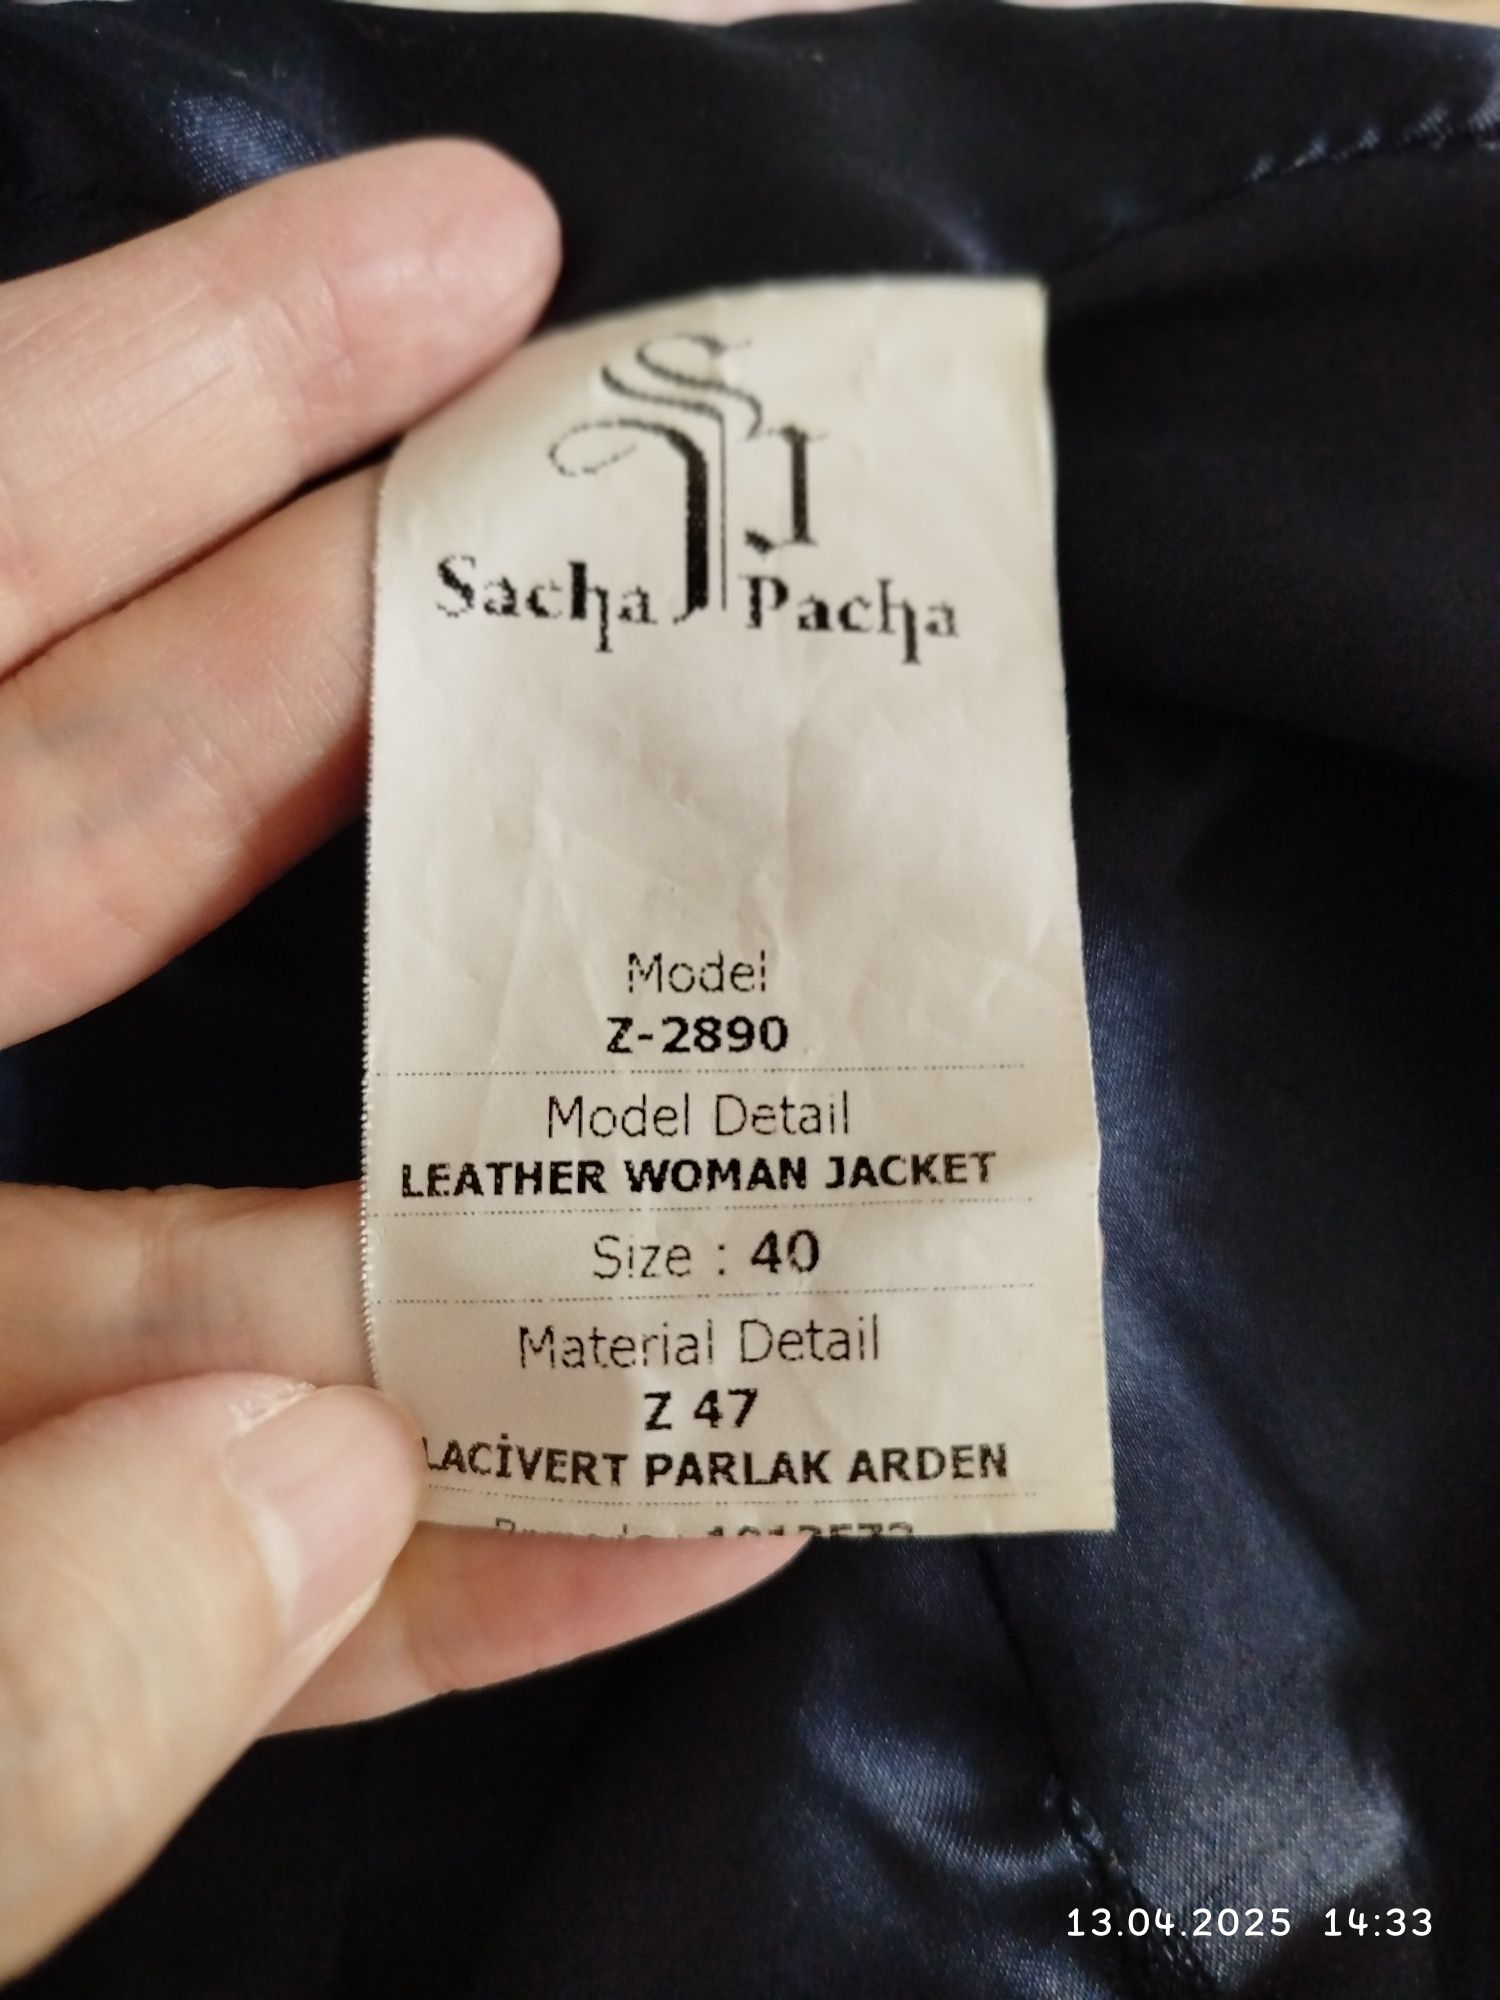 Sacha Pacha
Model
Z-2890
Model Detail
LEATHER WOMAN JACKET
Size : 40
Material Detail
Z 47
LACİVERT PARLAK ARDEN
13.04.2025 14:33